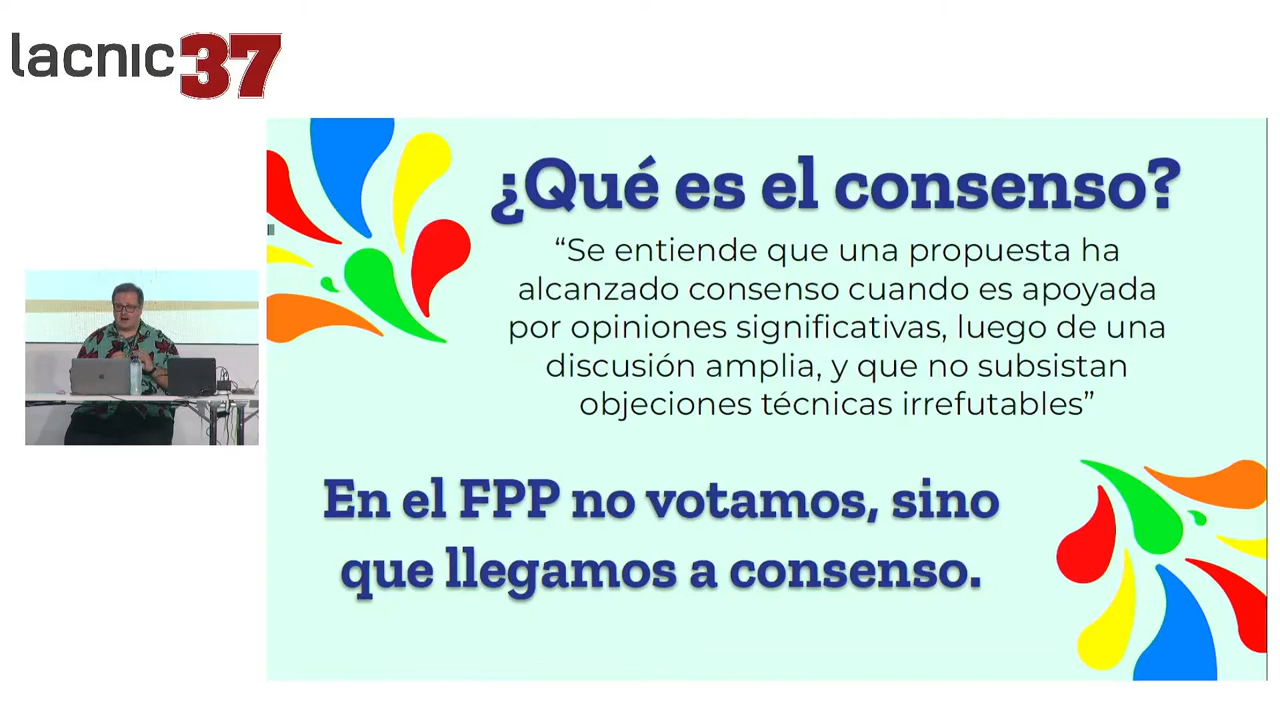 lacnic 37
¿Qué es el consenso?
“Se entiende que una propuesta ha
alcanzado consenso cuando es apoyada
por opiniones significativas, luego de una
discusión amplia, y que no subsistan
objeciones técnicas irrefutables”
En el FPP no votamos, sino
que llegamos a consenso.